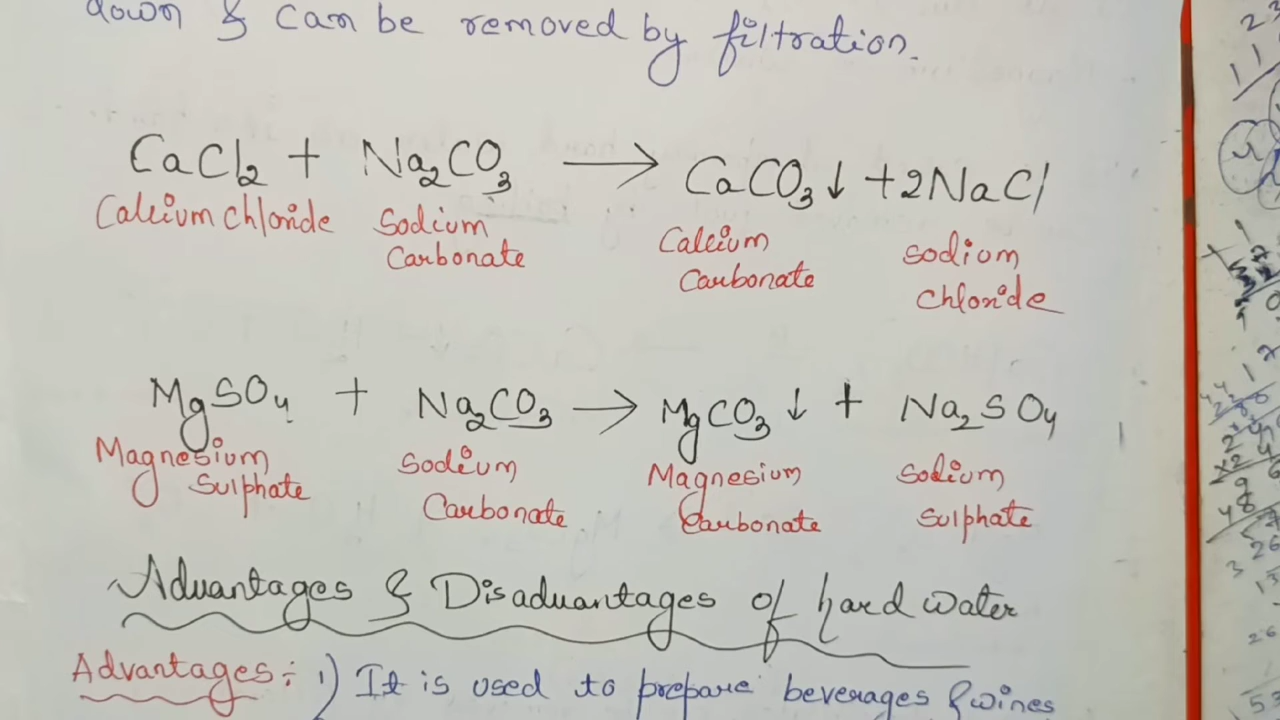 down & can be removed by filtration.
CaCl₂ + Na₂CO₃ ⟶ CaCO₃↓ + 2NaCl
Calcium chloride Sodium Carbonate Calcium Carbonate sodium chloride
MgSO₄ + Na₂CO₃ → MgCO₃↓ + Na₂SO₄
Magnesium Sulphate Sodium Carbonate Magnesium Carbonate Sodium Sulphate
Advantages & Disadvantages of hard water
Advantages: 1) It is used to prepare beverages & wines